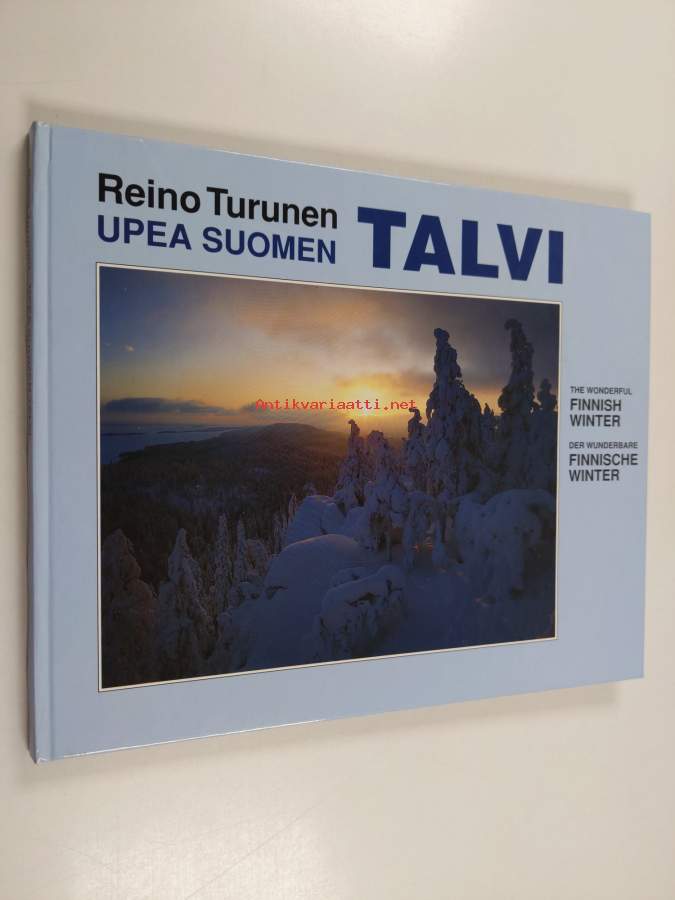 Reino Turunen
UPEA SUOMEN TALVI
THE WONDERFUL
FINNISH
WINTER
DER WUNDERBARE
FINNISCHE
WINTER
Antikvariaatti.net